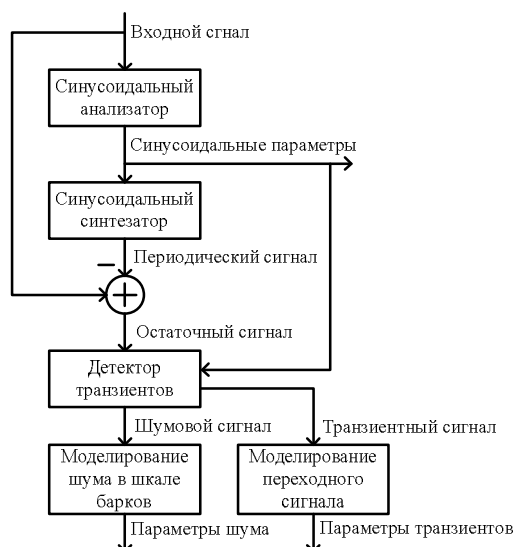 Входной сгнал
Синусоидальный
анализатор
Синусоидальные параметры
Синусоидальный
синтезатор
Периодический сигнал
Остаточный сигнал
Детектор
транзиентов
Шумовой сигнал
Транзиентный сигнал
Моделирование
шума в шкале
барков
Моделирование
переходного
сигнала
Параметры шума
Параметры транзиентов